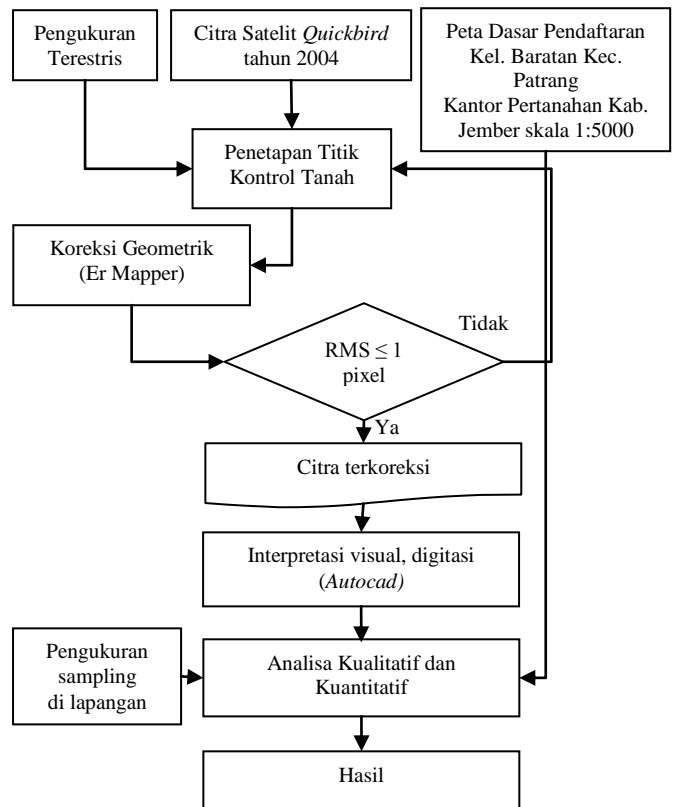 Pengukuran
Terestris
Citra Satelit Quickbird
tahun 2004
Peta Dasar Pendaftaran
Kel. Baratan Kec.
Patrang
Kantor Pertanahan Kab.
Jember skala 1:5000
Penetapan Titik
Kontrol Tanah
Koreksi Geometrik
(Er Mapper)
Tidak
RMS ≤ 1
pixel
Ya
Citra terkoreksi
Interpretasi visual, digitasi
(Autocad)
Pengukuran
sampling
di lapangan
Analisa Kualitatif dan
Kuantitatif
Hasil